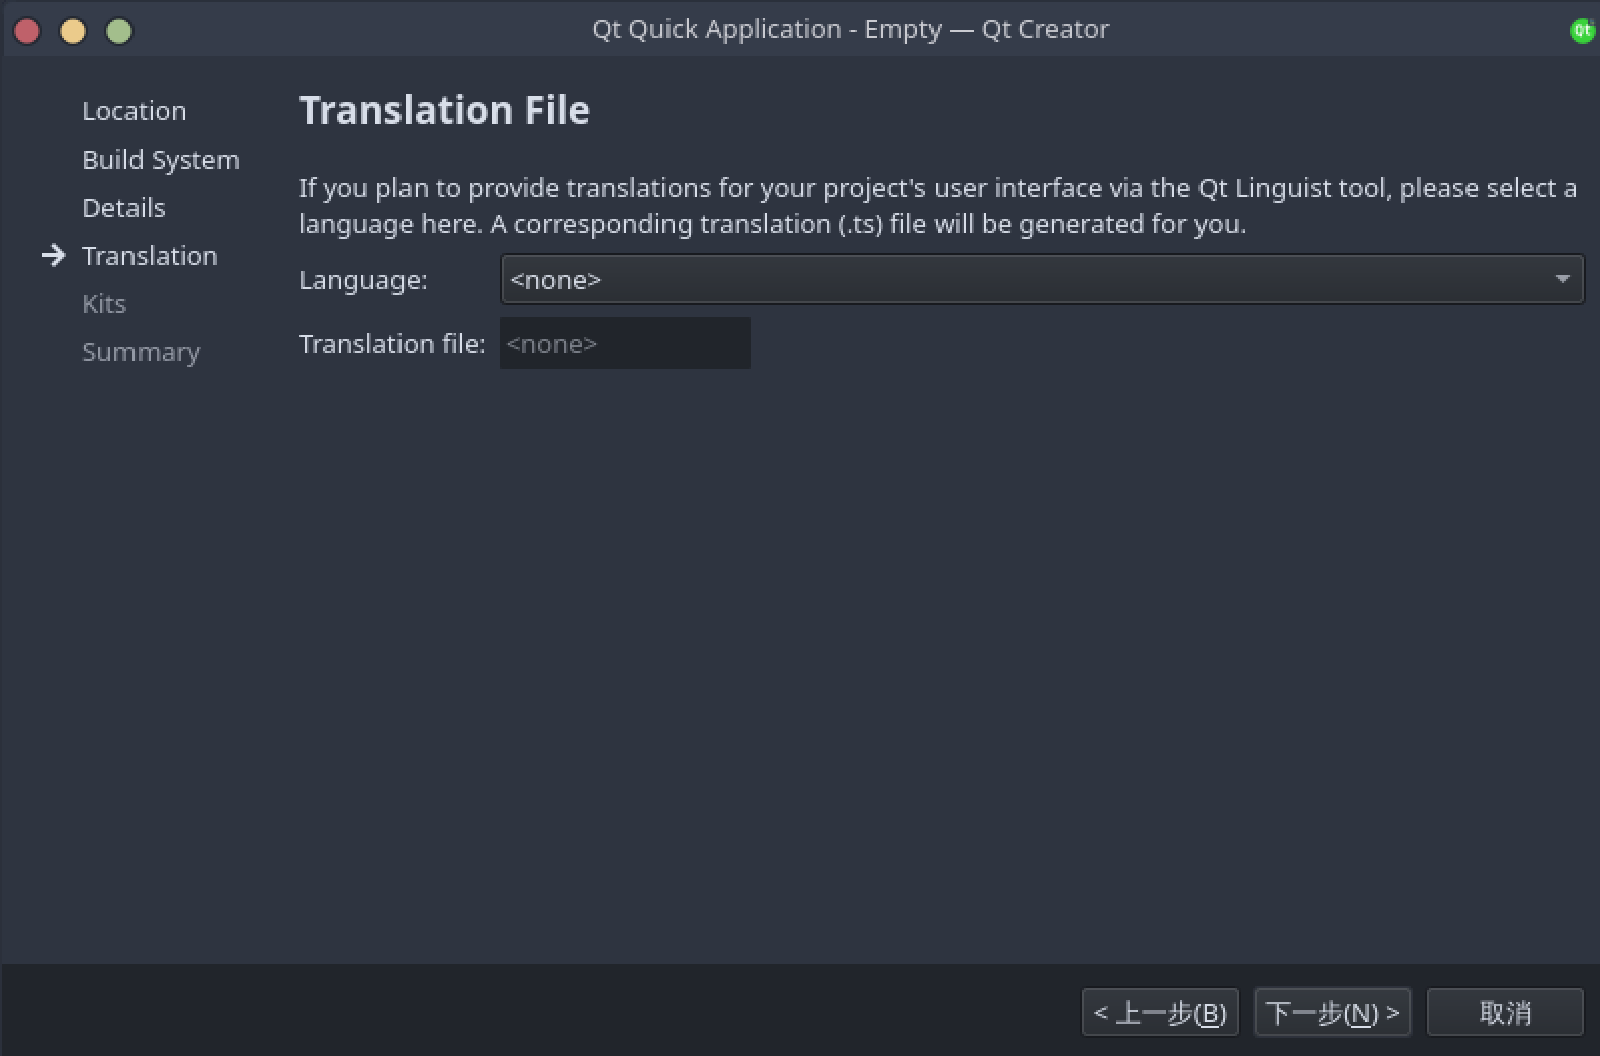 Qt Quick Application - Empty — Qt Creator
Qt
Location
Build System
Details
Translation
Kits
Summary
Translation File
If you plan to provide translations for your project's user interface via the Qt Linguist tool, please select a
language here. A corresponding translation (.ts) file will be generated for you.
Language: <none>
Translation file: <none>
< 上一步(B) 下一步(N) > 取消